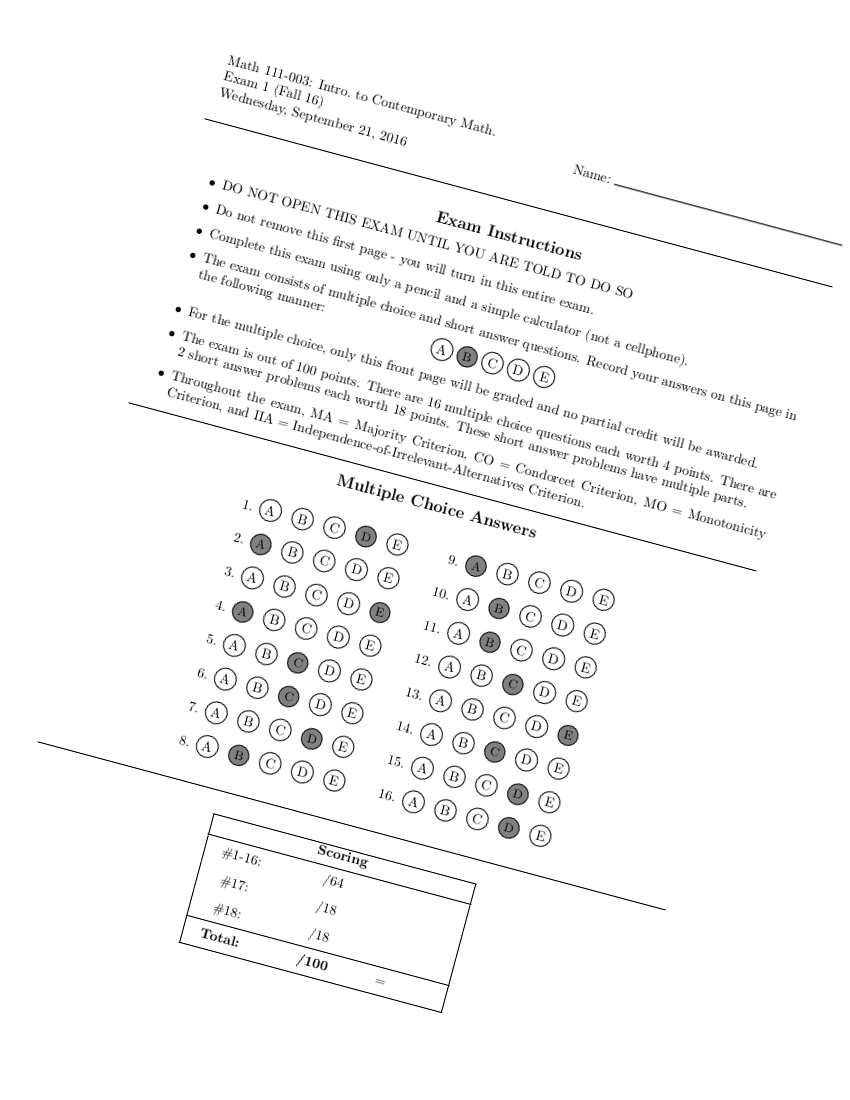 Math 111-003: Intro. to Contemporary Math.
Exam 1 (Fall 16)
Wednesday, September 21, 2016
Name:
Exam Instructions
• DO NOT OPEN THIS EXAM UNTIL YOU ARE TOLD TO DO SO
• Do not remove this first page - you will turn in this entire exam.
• Complete this exam using only a pencil and a simple calculator (not a cellphone).
• The exam consists of multiple choice and short answer questions. Record your answers on this page in
the following manner:
A B C D E
• For the multiple choice, only this front page will be graded and no partial credit will be awarded.
• The exam is out of 100 points. There are 16 multiple choice questions each worth 4 points. There are
2 short answer problems each worth 18 points. These short answer problems have multiple parts.
• Throughout the exam, MA = Majority Criterion, CO = Condorcet Criterion, MO = Monotonicity
Criterion, and IIA = Independence-of-Irrelevant-Alternatives Criterion.
Multiple Choice Answers
1. A B C D E
2. A B C D E
3. A B C D E
4. A B C D E
5. A B C D E
6. A B C D E
7. A B C D E
8. A B C D E
9. A B C D E
10. A B C D E
11. A B C D E
12. A B C D E
13. A B C D E
14. A B C D E
15. A B C D E
16. A B C D E
Scoring
#1-16: /64
#17: /18
#18: /18
Total: /100 =